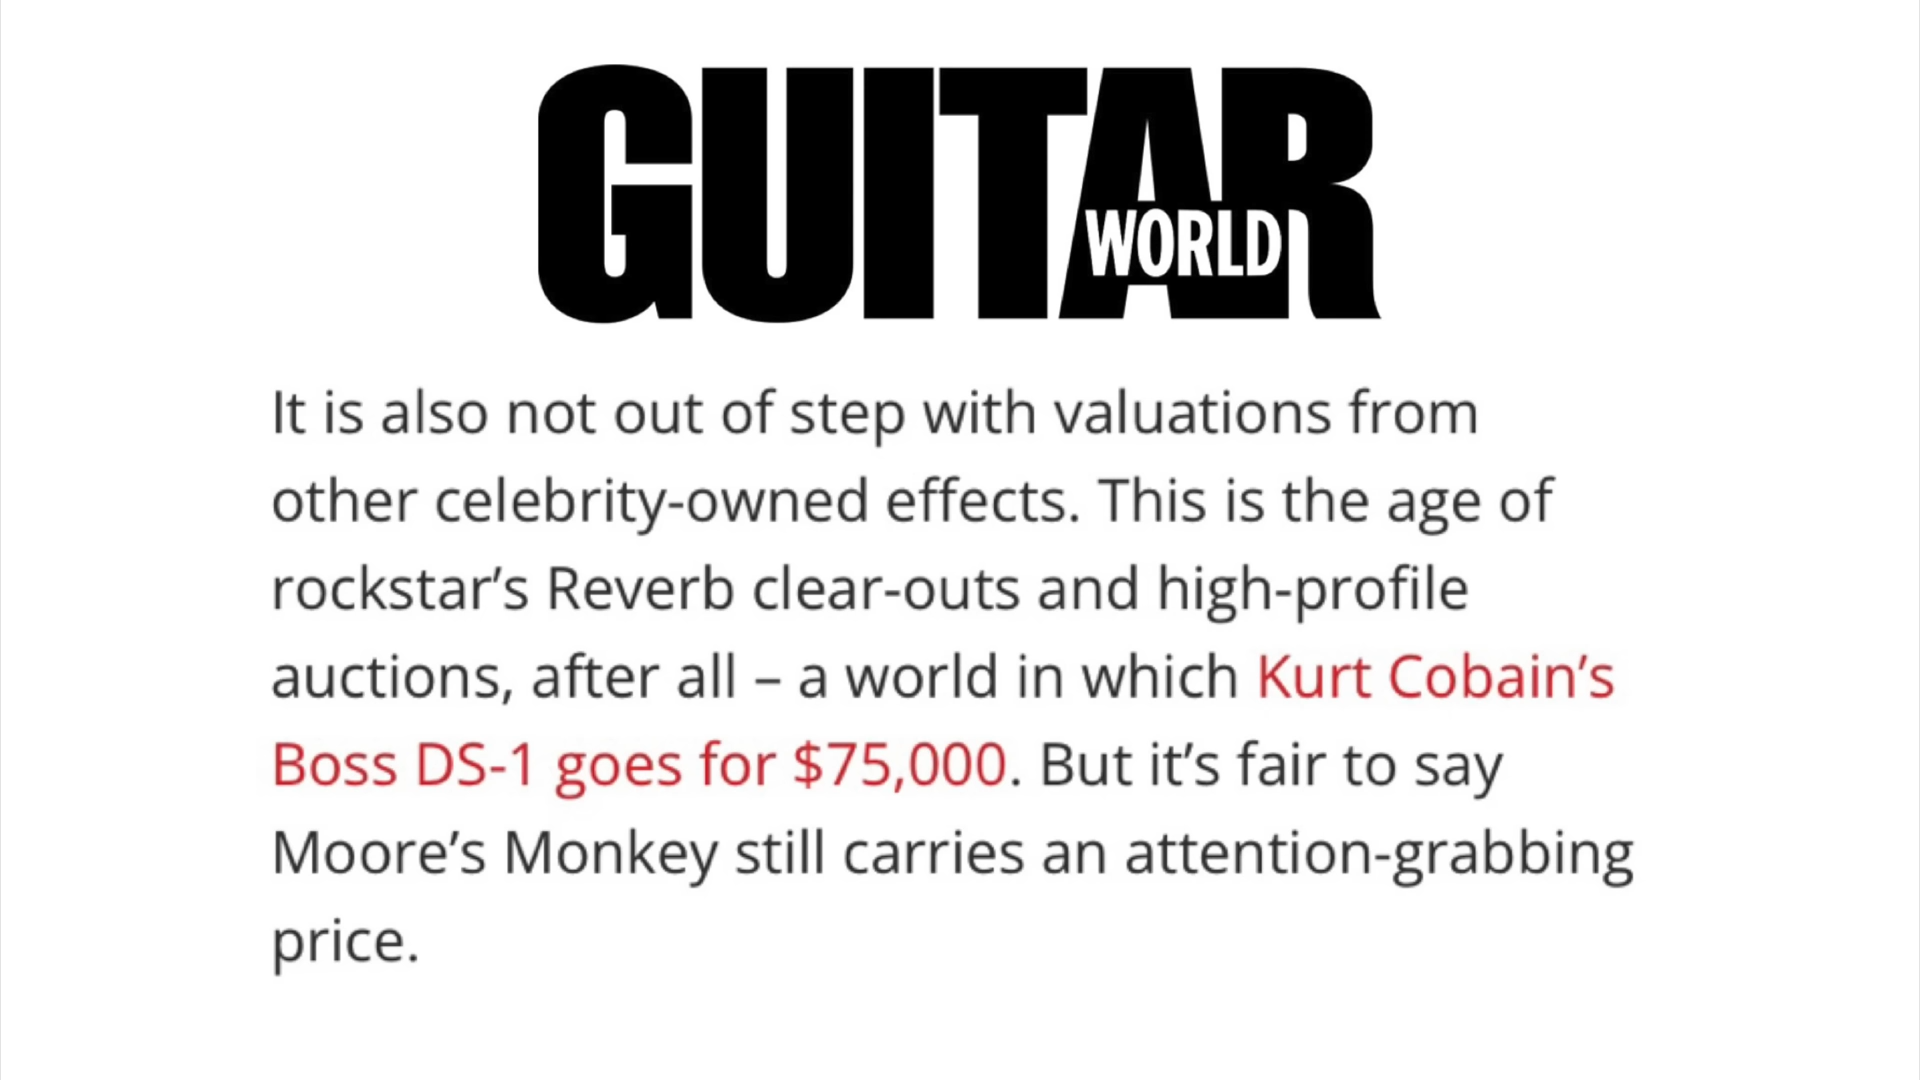 GUITAR
WORLD
It is also not out of step with valuations from
other celebrity-owned effects. This is the age of
rockstar’s Reverb clear-outs and high-profile
auctions, after all – a world in which Kurt Cobain’s
Boss DS-1 goes for $75,000. But it’s fair to say
Moore’s Monkey still carries an attention-grabbing
price.